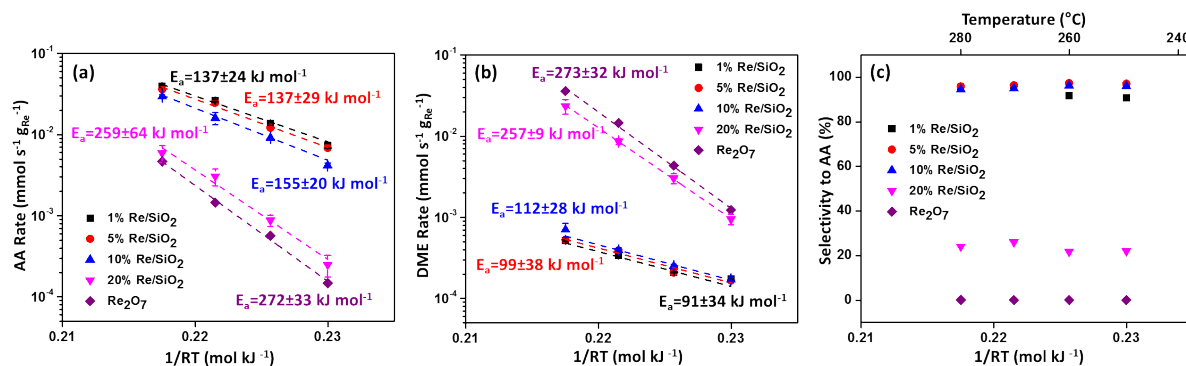 (a)
10⁻¹
10⁻²
10⁻³
10⁻⁴
AA Rate (mmol s⁻¹ g_Re⁻¹)
Eₐ=137±24 kJ mol⁻¹
Eₐ=137±29 kJ mol⁻¹
Eₐ=259±64 kJ mol⁻¹
Eₐ=155±20 kJ mol⁻¹
1% Re/SiO₂
5% Re/SiO₂
10% Re/SiO₂
20% Re/SiO₂
Re₂O₇
Eₐ=272±33 kJ mol⁻¹
0.21 0.22 0.23
1/RT (mol kJ⁻¹)
(b)
10⁻¹
10⁻²
10⁻³
10⁻⁴
DME Rate (mmol s⁻¹ g_Re⁻¹)
Eₐ=273±32 kJ mol⁻¹
1% Re/SiO₂
5% Re/SiO₂
10% Re/SiO₂
20% Re/SiO₂
Re₂O₇
Eₐ=257±9 kJ mol⁻¹
Eₐ=112±28 kJ mol⁻¹
Eₐ=99±38 kJ mol⁻¹
Eₐ=91±34 kJ mol⁻¹
0.21 0.22 0.23
1/RT (mol kJ⁻¹)
Temperature (°C)
280 260 240
(c)
100
80
60
40
20
0
Selectivity to AA (%)
1% Re/SiO₂
5% Re/SiO₂
10% Re/SiO₂
20% Re/SiO₂
Re₂O₇
0.21 0.22 0.23
1/RT (mol kJ⁻¹)